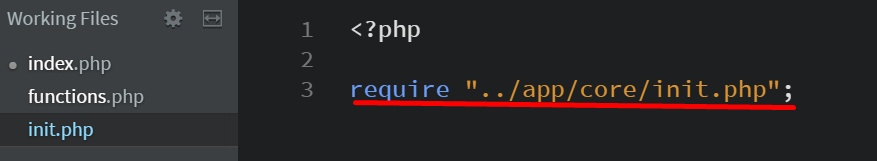 Working Files
index.php
functions.php
init.php
1 <?php
2
3 require "../app/core/init.php";